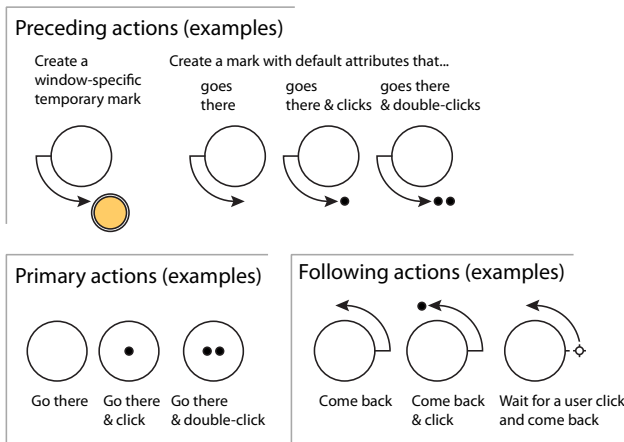 Preceding actions (examples)
Create a
window-specific
temporary mark
Create a mark with default attributes that...
goes
there
goes
there & clicks
goes there
& double-clicks
Primary actions (examples)
Go there
Go there
& click
Go there
& double-click
Following actions (examples)
Come back
Come back
& click
Wait for a user click
and come back